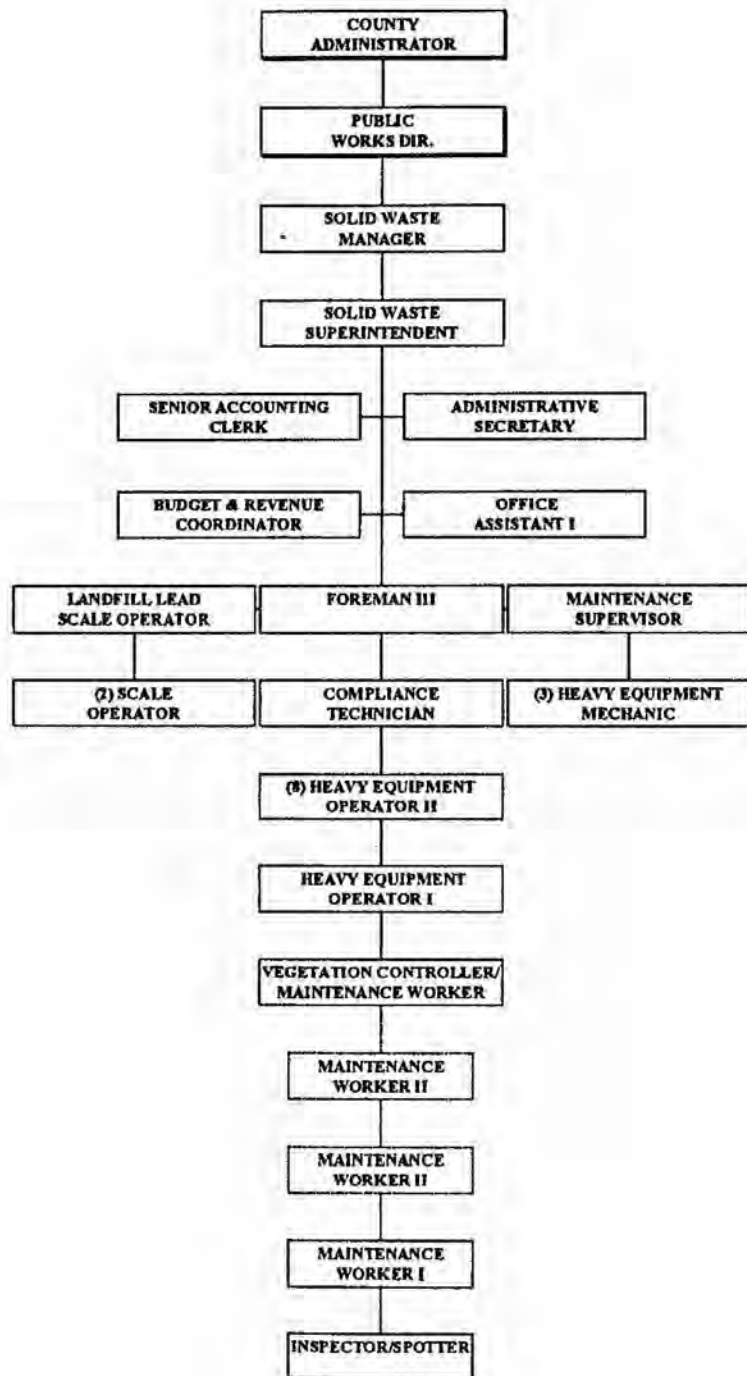 COUNTY
ADMINISTRATOR
PUBLIC
WORKS DIR.
SOLID WASTE
MANAGER
SOLID WASTE
SUPERINTENDENT
SENIOR ACCOUNTING
CLERK
ADMINISTRATIVE
SECRETARY
BUDGET & REVENUE
COORDINATOR
OFFICE
ASSISTANT I
LANDFILL LEAD
SCALE OPERATOR
FOREMAN III
MAINTENANCE
SUPERVISOR
(2) SCALE
OPERATOR
COMPLIANCE
TECHNICIAN
(3) HEAVY EQUIPMENT
MECHANIC
(8) HEAVY EQUIPMENT
OPERATOR II
HEAVY EQUIPMENT
OPERATOR I
VEGETATION CONTROLLER/
MAINTENANCE WORKER
MAINTENANCE
WORKER II
MAINTENANCE
WORKER II
MAINTENANCE
WORKER I
INSPECTOR/SPOTTER